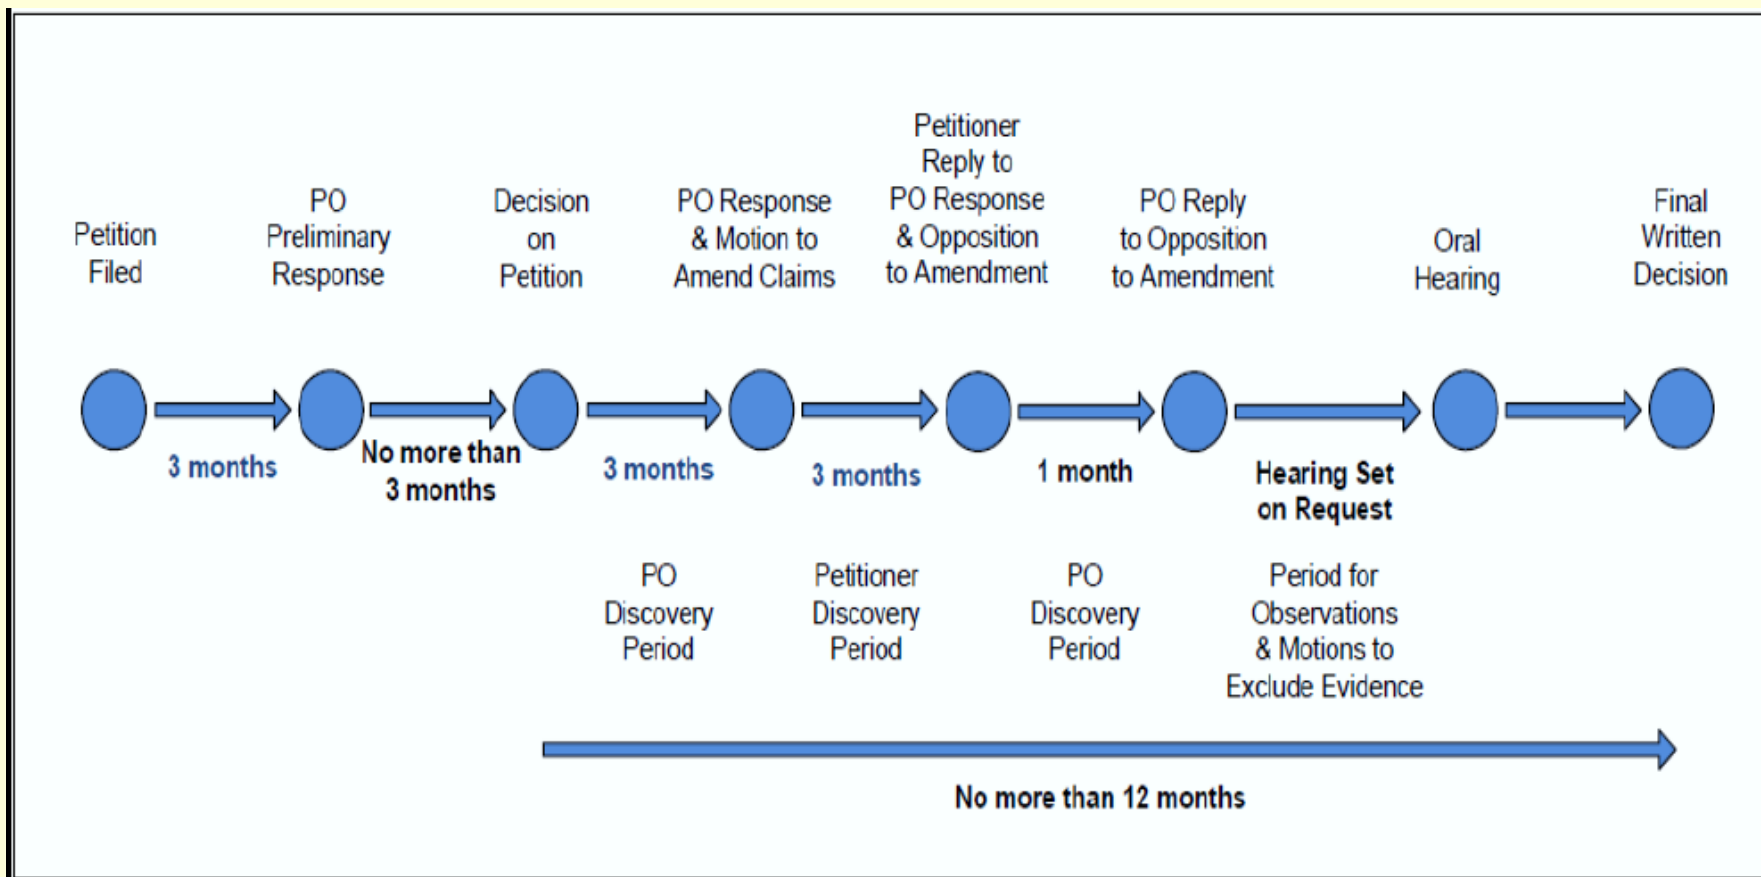 Petition
Filed
PO
Preliminary
Response
Decision
on
Petition
PO Response
& Motion to
Amend Claims
Petitioner
Reply to
PO Response
& Opposition
to Amendment
PO Reply
to Opposition
to Amendment
Oral
Hearing
Final
Written
Decision
3 months
No more than
3 months
3 months
3 months
1 month
Hearing Set
on Request
PO
Discovery
Period
Petitioner
Discovery
Period
PO
Discovery
Period
Period for
Observations
& Motions to
Exclude Evidence
No more than 12 months